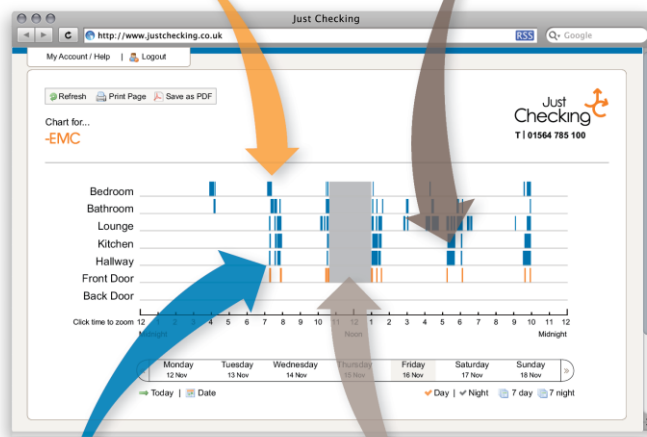 Just Checking
http://www.justchecking.co.uk
RSS
Google
My Account / Help | Logout
Refresh Print Page Save as PDF
Chart for...
-EMC
Just
Checking
T | 01564 785 100
Bedroom
Bathroom
Lounge
Kitchen
Hallway
Front Door
Back Door
Click time to zoom 12 1 2 3 4 5 6 7 8 9 10 11 12 1 2 3 4 5 6 7 8 9 10 11 12
Midnight Noon Midnight
Monday Tuesday Wednesday Thursday Friday Saturday Sunday
12 Nov 13 Nov 14 Nov 15 Nov 16 Nov 17 Nov 18 Nov
Today | Date Day | Night 7 day 7 night